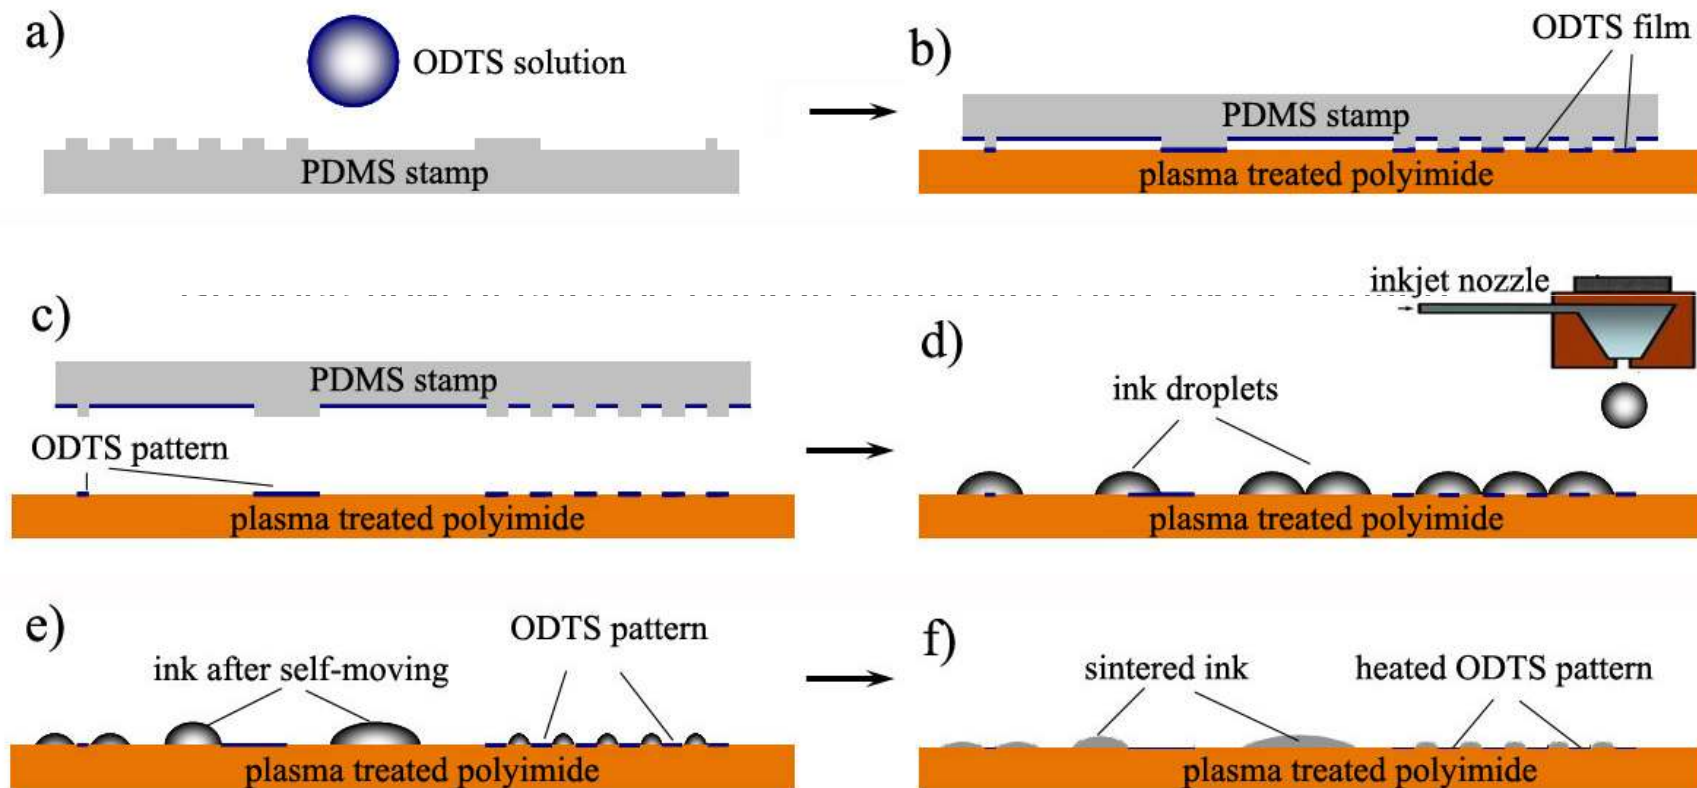 a)
ODTS solution
PDMS stamp
b)
ODTS film
PDMS stamp
plasma treated polyimide
c)
PDMS stamp
ODTS pattern
plasma treated polyimide
inkjet nozzle
d)
ink droplets
plasma treated polyimide
e)
ODTS pattern
ink after self-moving
plasma treated polyimide
f)
sintered ink
heated ODTS pattern
plasma treated polyimide